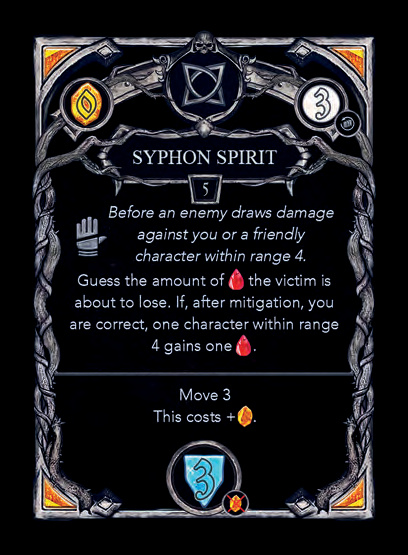 0
3
SYPHON SPIRIT
5
Before an enemy draws damage
against you or a friendly
character within range 4.
Guess the amount of the victim is
about to lose. If, after mitigation, you
are correct, one character within range
4 gains one .
Move 3
This costs + .
3